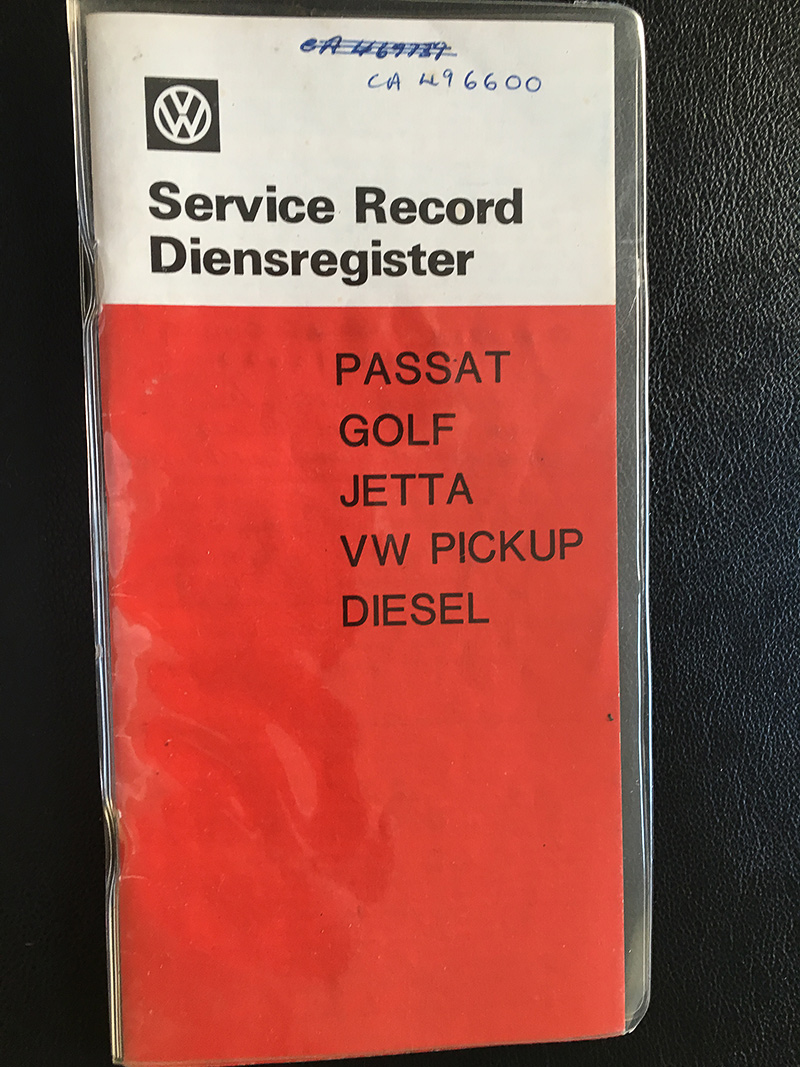 CA 496600
Service Record
Diensregister
PASSAT
GOLF
JETTA
VW PICKUP
DIESEL